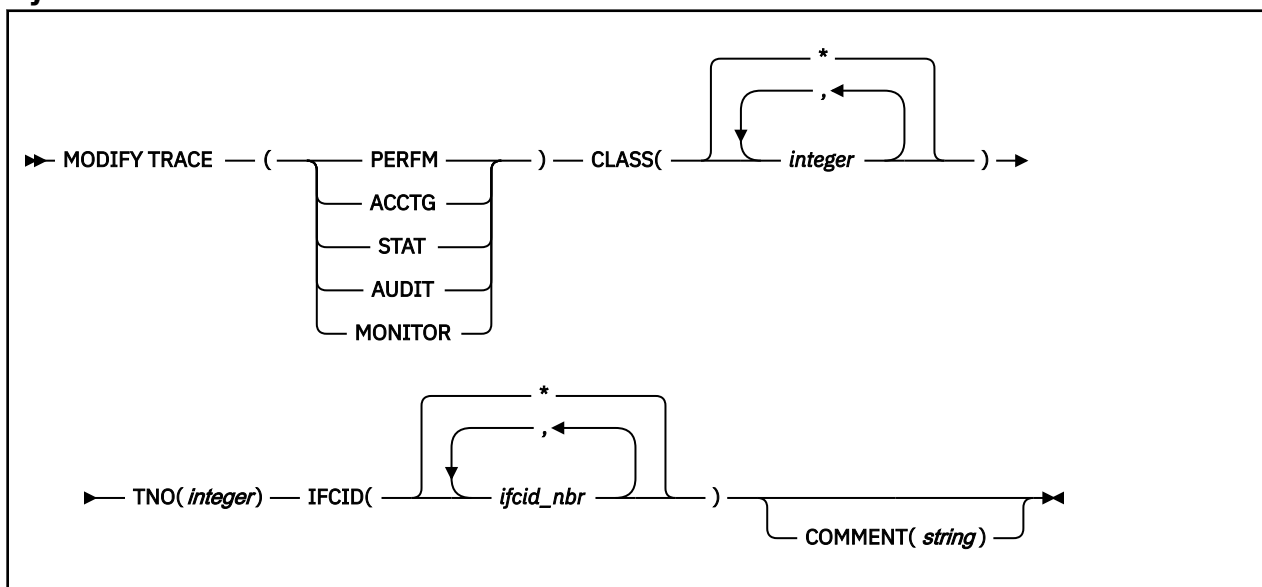 *
,
MODIFY TRACE ( PERFM ) CLASS( integer )
ACCTG
STAT
AUDIT
MONITOR
*
,
TNO( integer) IFCID( ifcid_nbr )
COMMENT( string)